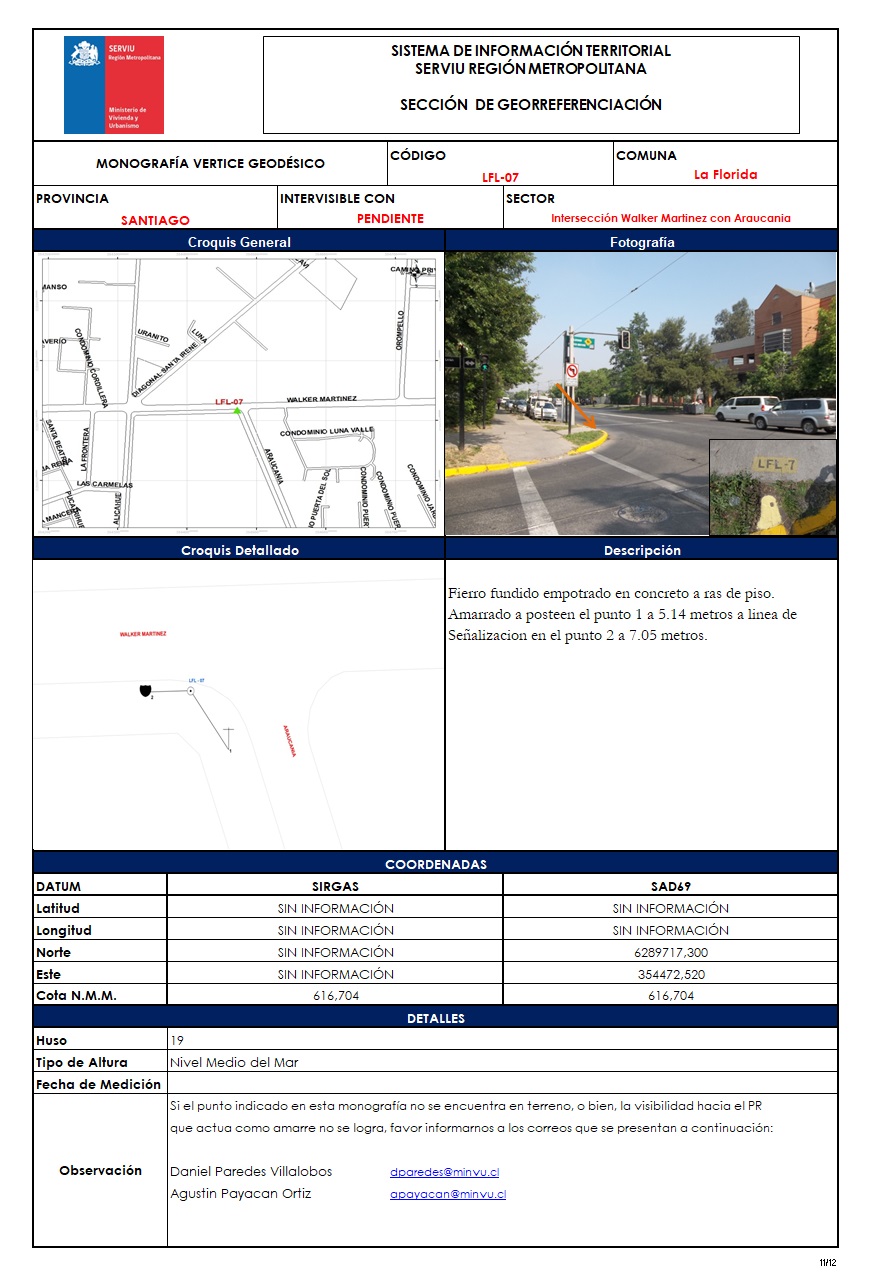 SERVIU
Región Metropolitana
Ministerio de
Vivienda y
Urbanismo
SISTEMA DE INFORMACIÓN TERRITORIAL
SERVIU REGIÓN METROPOLITANA
SECCIÓN DE GEORREFERENCIACIÓN
MONOGRAFÍA VERTICE GEODÉSICO
CÓDIGO
LFL-07
COMUNA
La Florida
PROVINCIA
SANTIAGO
INTERVISIBLE CON
PENDIENTE
SECTOR
Intersección Walker Martinez con Araucania
Croquis General
Fotografía
MANSO
CAMINO PRI
AVERIO
CONDOMINIO CORDILLERA
URANITO
LUNA
DIAGONAL SANTA IRENE
OROMPELLO
LFL-07
WALKER MARTINEZ
SANTA BEATRI
LA FRONTERA
ARAUCANIA
CONDOMINIO LUNA VALLE
JA REINA
LAS CARMELAS
PUCARINHUE
A MANCERA
ALICAHUE
IO PUERTA DEL SOL
CONDOMINIO PUER
CONDOMINIO PUER
CONDOMINIO JAR
LFL-7
Croquis Detallado
Descripción
WALKER MARTINEZ
LFL-07
2
1
ARAUCANIA
Fierro fundido empotrado en concreto a ras de piso.
Amarrado a posteen el punto 1 a 5.14 metros a linea de
Señalizacion en el punto 2 a 7.05 metros.
COORDENADAS
DATUM SIRGAS SAD69
Latitud SIN INFORMACIÓN SIN INFORMACIÓN
Longitud SIN INFORMACIÓN SIN INFORMACIÓN
Norte SIN INFORMACIÓN 6289717,300
Este SIN INFORMACIÓN 354472,520
Cota N.M.M. 616,704 616,704
DETALLES
Huso 19
Tipo de Altura Nivel Medio del Mar
Fecha de Medición
Observación
Si el punto indicado en esta monografía no se encuentra en terreno, o bien, la visibilidad hacia el PR
que actua como amarre no se logra, favor informarnos a los correos que se presentan a continuación:
Daniel Paredes Villalobos dparedes@minvu.cl
Agustin Payacan Ortiz apayacan@minvu.cl
11/12